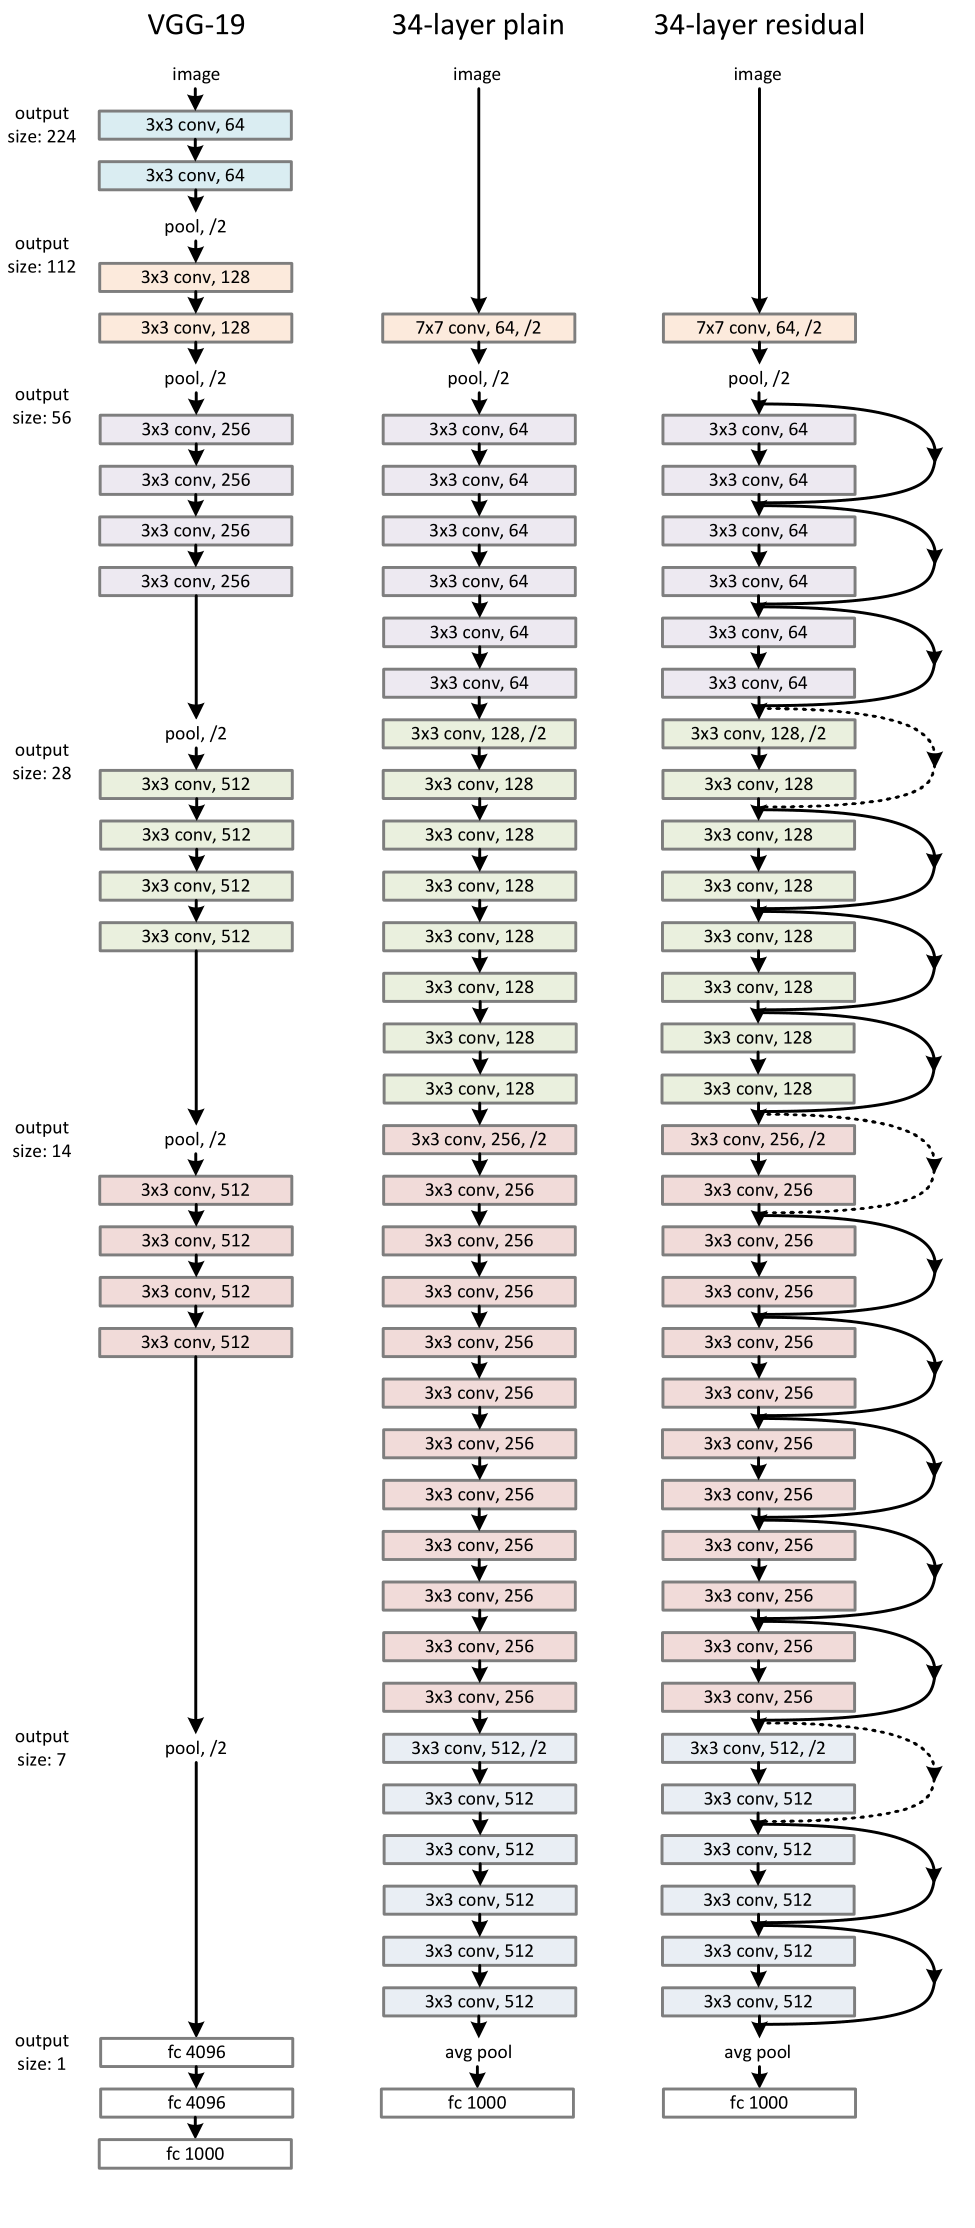 VGG-19
34-layer plain
34-layer residual
output
size: 224
output
size: 112
output
size: 56
output
size: 28
output
size: 14
output
size: 7
output
size: 1
image
3x3 conv, 64
3x3 conv, 64
pool, /2
3x3 conv, 128
3x3 conv, 128
pool, /2
3x3 conv, 256
3x3 conv, 256
3x3 conv, 256
3x3 conv, 256
pool, /2
3x3 conv, 512
3x3 conv, 512
3x3 conv, 512
3x3 conv, 512
pool, /2
3x3 conv, 512
3x3 conv, 512
3x3 conv, 512
3x3 conv, 512
pool, /2
fc 4096
fc 4096
fc 1000
image
7x7 conv, 64, /2
pool, /2
3x3 conv, 64
3x3 conv, 64
3x3 conv, 64
3x3 conv, 64
3x3 conv, 64
3x3 conv, 64
3x3 conv, 128, /2
3x3 conv, 128
3x3 conv, 128
3x3 conv, 128
3x3 conv, 128
3x3 conv, 128
3x3 conv, 128
3x3 conv, 128
3x3 conv, 256, /2
3x3 conv, 256
3x3 conv, 256
3x3 conv, 256
3x3 conv, 256
3x3 conv, 256
3x3 conv, 256
3x3 conv, 256
3x3 conv, 256
3x3 conv, 256
3x3 conv, 256
3x3 conv, 256
3x3 conv, 512, /2
3x3 conv, 512
3x3 conv, 512
3x3 conv, 512
3x3 conv, 512
3x3 conv, 512
avg pool
fc 1000
image
7x7 conv, 64, /2
pool, /2
3x3 conv, 64
3x3 conv, 64
3x3 conv, 64
3x3 conv, 64
3x3 conv, 64
3x3 conv, 64
3x3 conv, 128, /2
3x3 conv, 128
3x3 conv, 128
3x3 conv, 128
3x3 conv, 128
3x3 conv, 128
3x3 conv, 128
3x3 conv, 128
3x3 conv, 256, /2
3x3 conv, 256
3x3 conv, 256
3x3 conv, 256
3x3 conv, 256
3x3 conv, 256
3x3 conv, 256
3x3 conv, 256
3x3 conv, 256
3x3 conv, 256
3x3 conv, 256
3x3 conv, 256
3x3 conv, 512, /2
3x3 conv, 512
3x3 conv, 512
3x3 conv, 512
3x3 conv, 512
3x3 conv, 512
avg pool
fc 1000